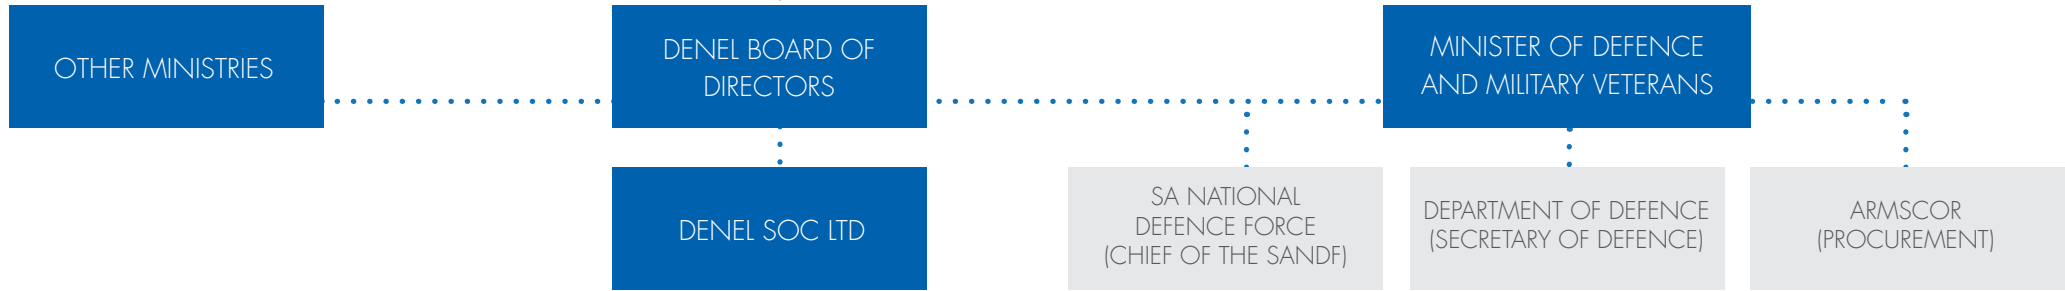 OTHER MINISTRIES
DENEL BOARD OF
DIRECTORS
MINISTER OF DEFENCE
AND MILITARY VETERANS
DENEL SOC LTD
SA NATIONAL
DEFENCE FORCE
(CHIEF OF THE SANDF)
DEPARTMENT OF DEFENCE
(SECRETARY OF DEFENCE)
ARMSCOR
(PROCUREMENT)